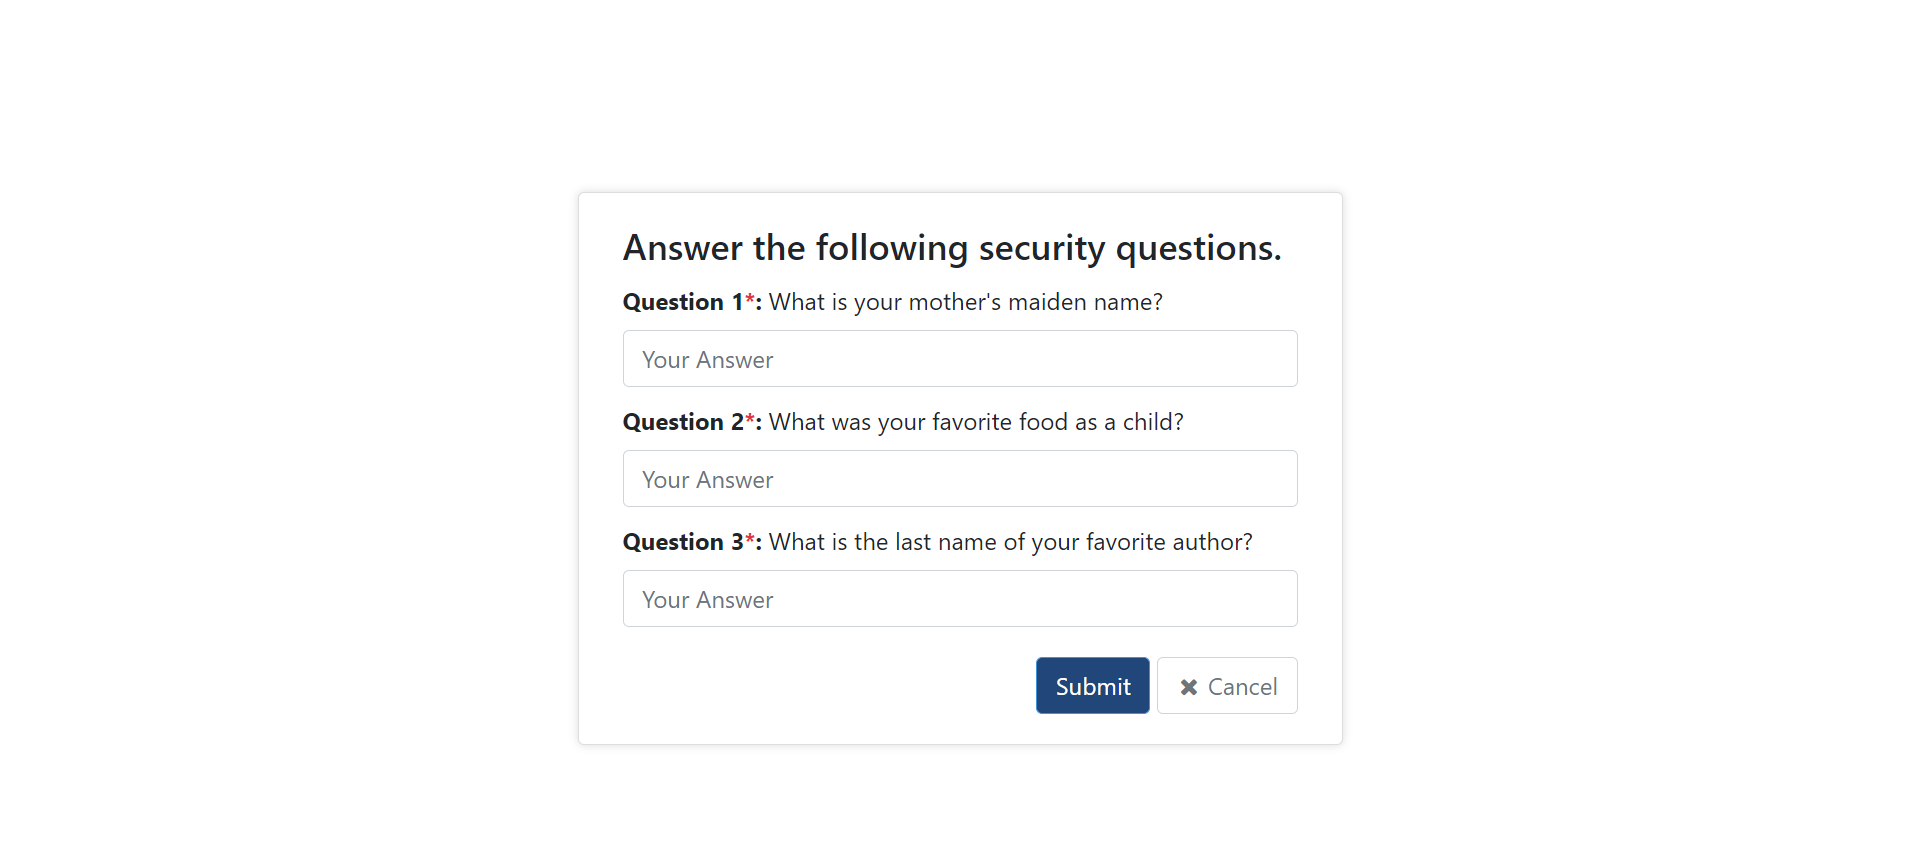 Answer the following security questions.
Question 1*: What is your mother's maiden name?
Your Answer
Question 2*: What was your favorite food as a child?
Your Answer
Question 3*: What is the last name of your favorite author?
Your Answer
Submit
Cancel